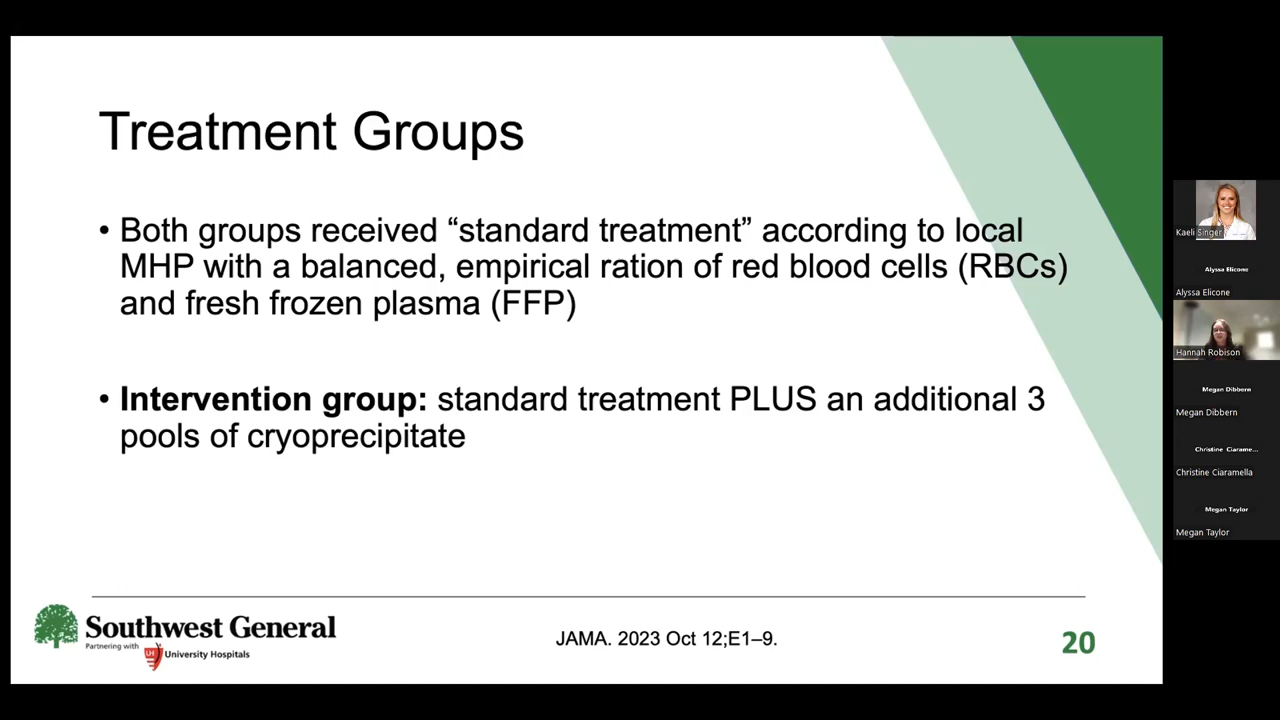 Treatment Groups
• Both groups received “standard treatment” according to local
MHP with a balanced, empirical ration of red blood cells (RBCs)
and fresh frozen plasma (FFP)
• Intervention group: standard treatment PLUS an additional 3
pools of cryoprecipitate
Southwest General
Partnering with
UH University Hospitals
JAMA. 2023 Oct 12;E1–9.
20
Kaeli Singer
Alyssa Elicone
Alyssa Elicone
Hannah Robison
Megan Dibbern
Megan Dibbern
Christine Ciarame...
Christine Ciaramella
Megan Taylor
Megan Taylor